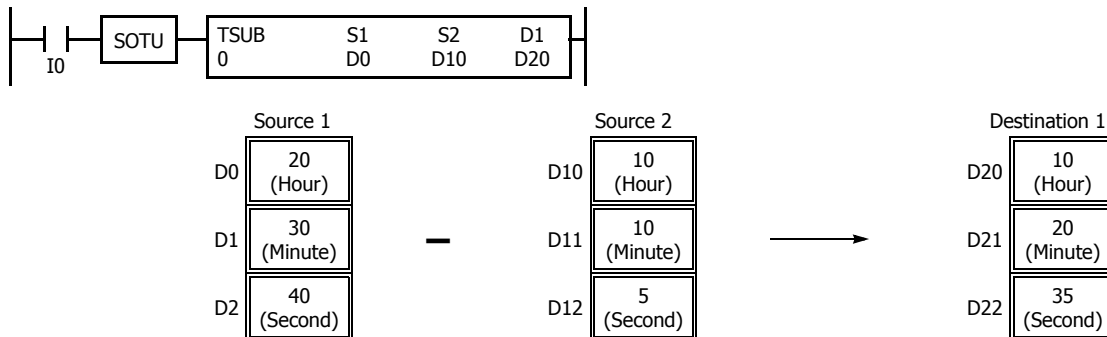 SOTU TSUB S1 S2 D1
I0 0 D0 D10 D20
Source 1 Source 2 Destination 1
D0 20 (Hour) D10 10 (Hour) D20 10 (Hour)
D1 30 (Minute) – D11 10 (Minute) D21 20 (Minute)
D2 40 (Second) D12 5 (Second) D22 35 (Second)